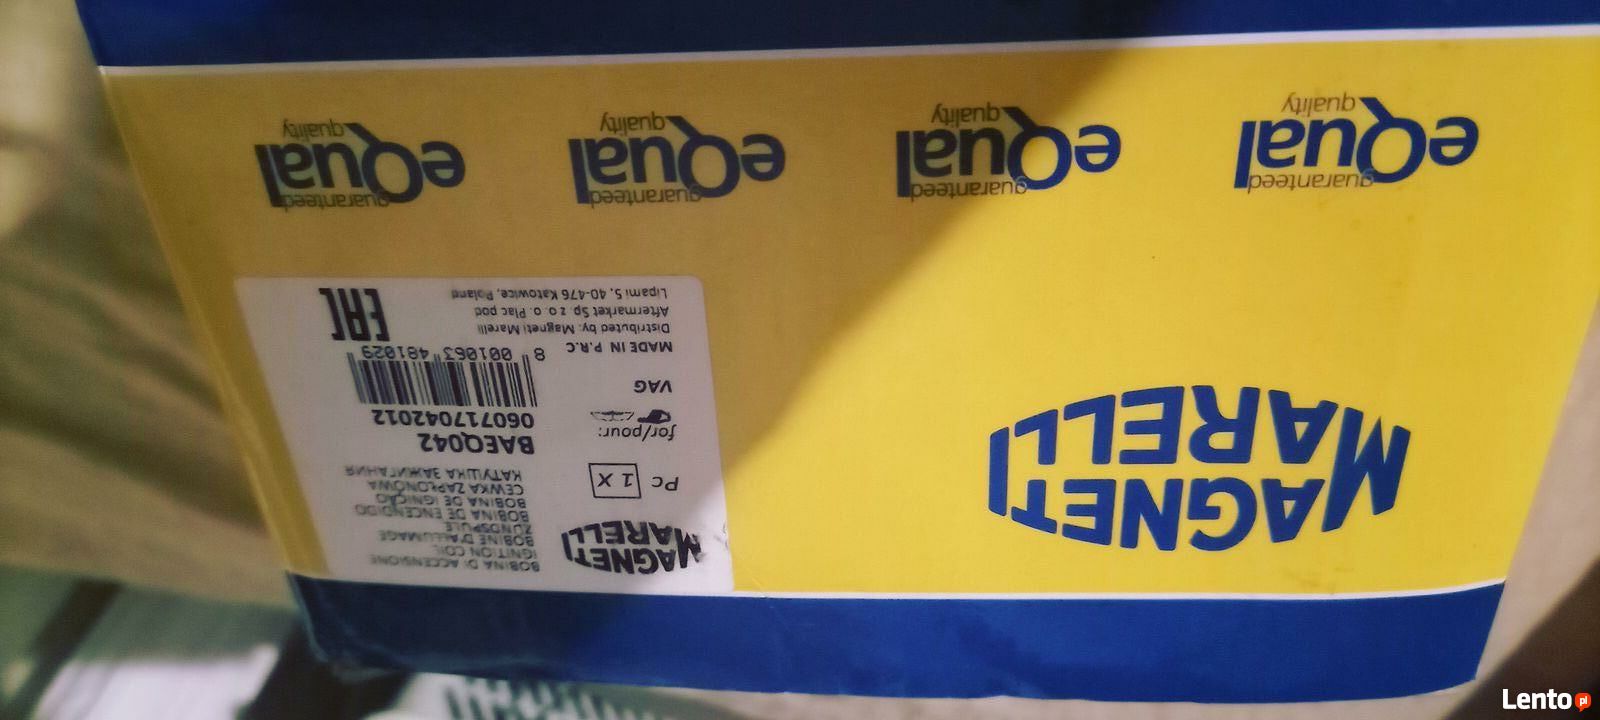 MAGNETI
MARELLI
MAGNETI
MARELLI
BOBINA DI ACCENSIONE
IGNITION COIL
BOBINE D'ALLUMAGE
ZÜNDSPULE
BOBINA DE ENCENDIDO
BOBINA DE IGNIÇÃO
CEWKA ZAPŁONOWA
КАТУШКА ЗАЖИГАНИЯ
Pc 1 X
BAEQ042
060717042012
for/pour:
VAG
8 001063 481029
MADE IN P.R.C
Distributed by: Magneti Marelli
Aftermarket Sp. z o. o. Plac pod
Lipami 5, 40-476 Katowice, Poland
EAC
guaranteed
eQual
quality
guaranteed
eQual
quality
guaranteed
eQual
quality
guaranteed
eQual
quality
Lento.pl